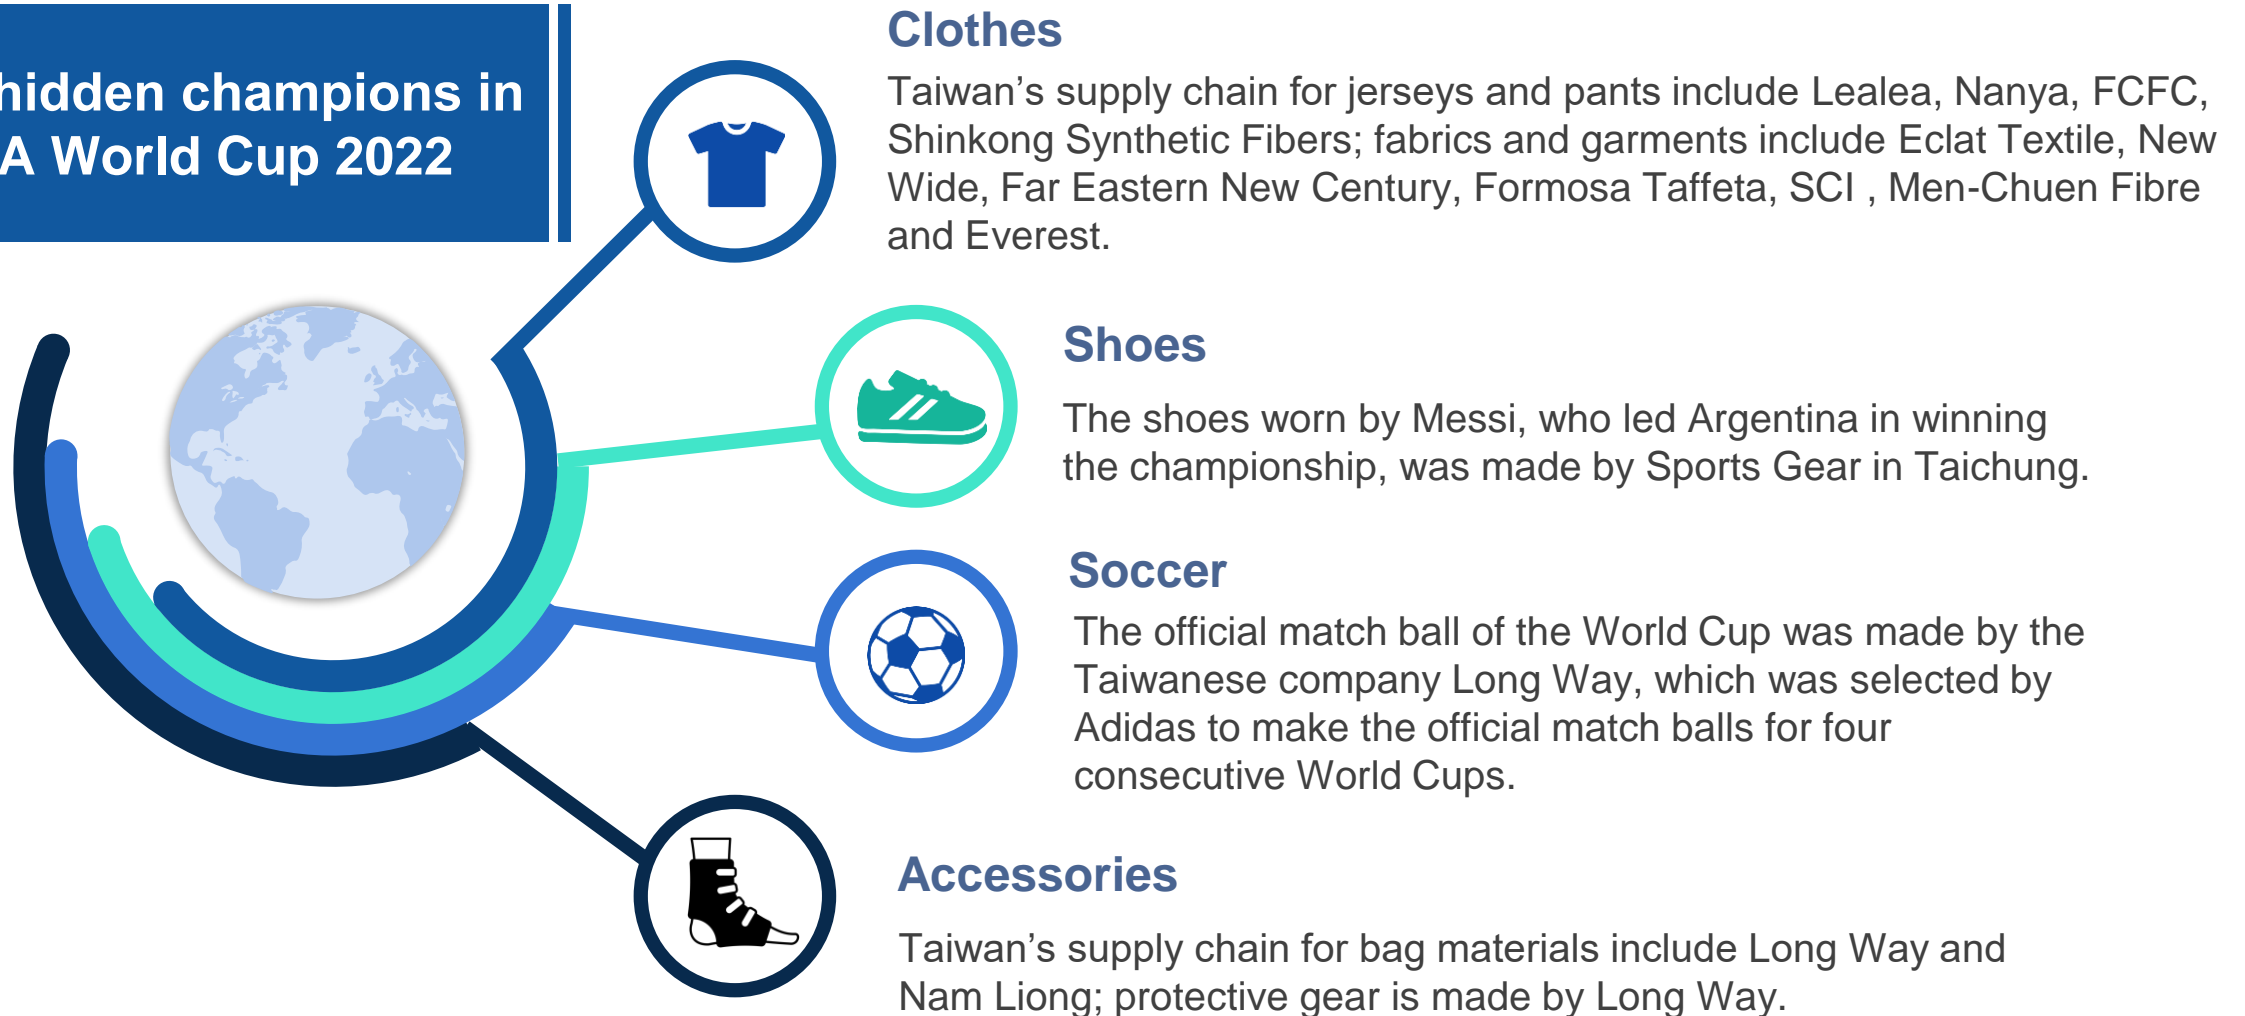 hidden champions in
A World Cup 2022
Clothes
Taiwan’s supply chain for jerseys and pants include Lealea, Nanya, FCFC,
Shinkong Synthetic Fibers; fabrics and garments include Eclat Textile, New
Wide, Far Eastern New Century, Formosa Taffeta, SCI , Men-Chuen Fibre
and Everest.
Shoes
The shoes worn by Messi, who led Argentina in winning
the championship, was made by Sports Gear in Taichung.
Soccer
The official match ball of the World Cup was made by the
Taiwanese company Long Way, which was selected by
Adidas to make the official match balls for four
consecutive World Cups.
Accessories
Taiwan’s supply chain for bag materials include Long Way and
Nam Liong; protective gear is made by Long Way.